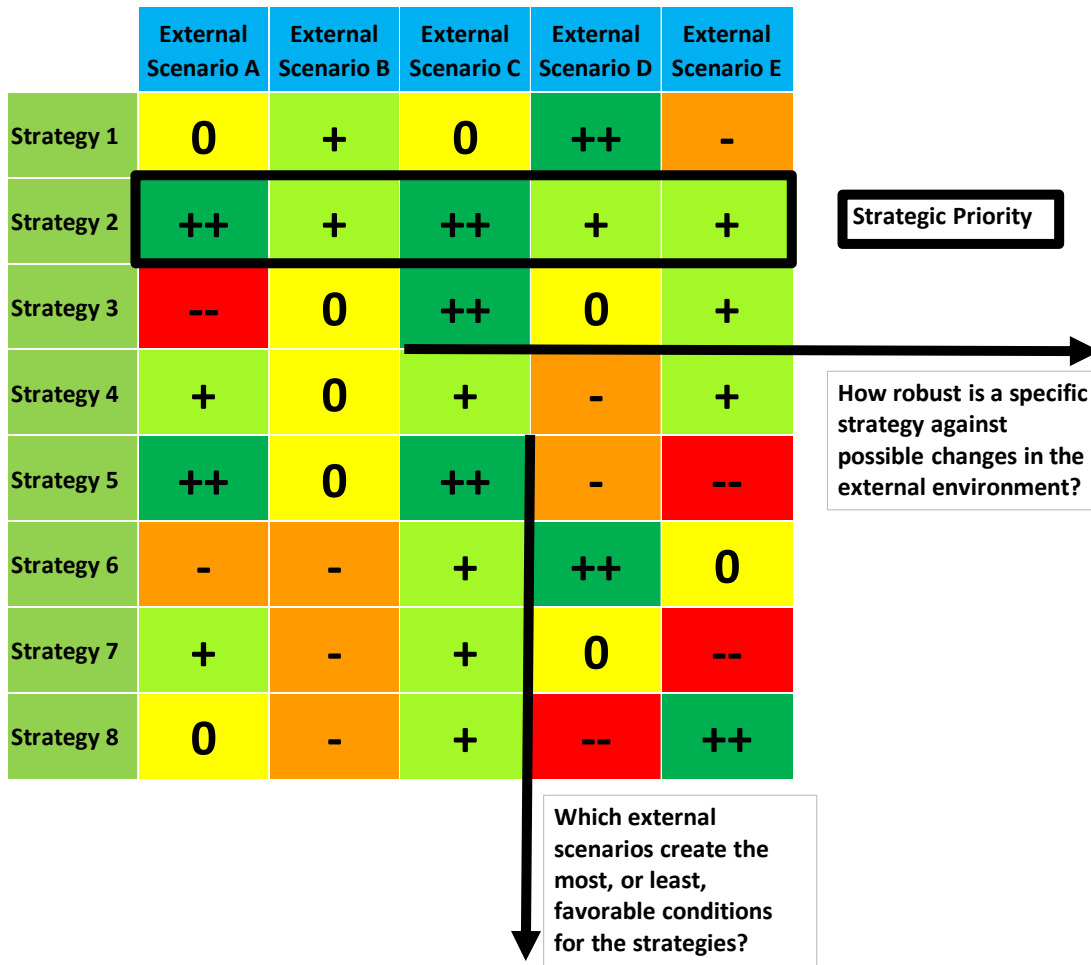 External Scenario A External Scenario B External Scenario C External Scenario D External Scenario E
Strategy 1 0 + 0 ++ -
Strategy 2 ++ + ++ + + Strategic Priority
Strategy 3 -- 0 ++ 0 +
Strategy 4 + 0 + - +
How robust is a specific
strategy against
possible changes in the
external environment?
Strategy 5 ++ 0 ++ - --
Strategy 6 - - + ++ 0
Strategy 7 + - + 0 --
Strategy 8 0 - + -- ++
Which external
scenarios create the
most, or least,
favorable conditions
for the strategies?